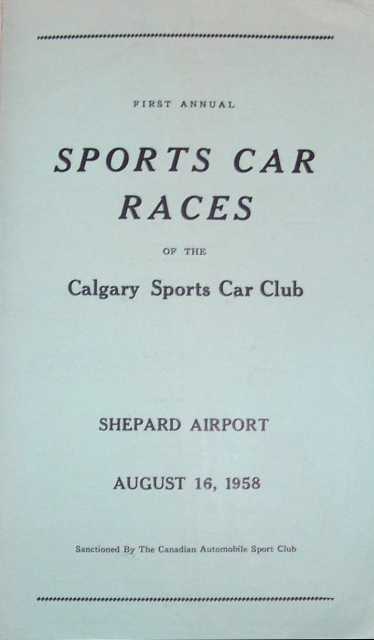 FIRST ANNUAL
SPORTS CAR
RACES
OF THE
Calgary Sports Car Club
SHEPARD AIRPORT
AUGUST 16, 1958
Sanctioned By The Canadian Automobile Sport Club